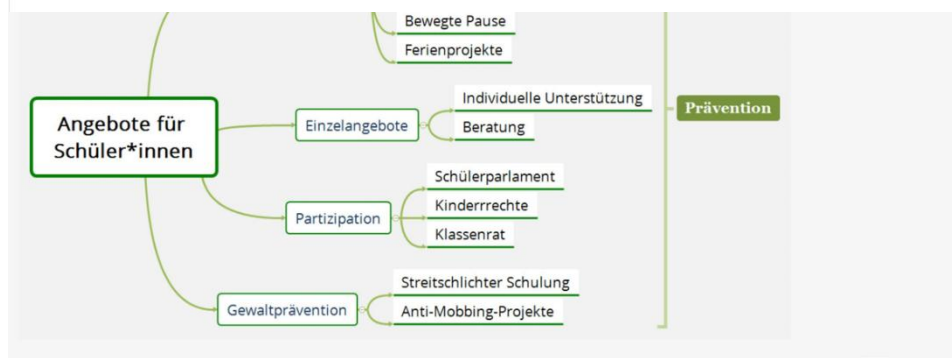 Bewegte Pause
Ferienprojekte
Angebote für
Schüler*innen
Einzelangebote
Individuelle Unterstützung
Beratung
Prävention
Partizipation
Schülerparlament
Kinderrrechte
Klassenrat
Gewaltprävention
Streitschlichter Schulung
Anti-Mobbing-Projekte